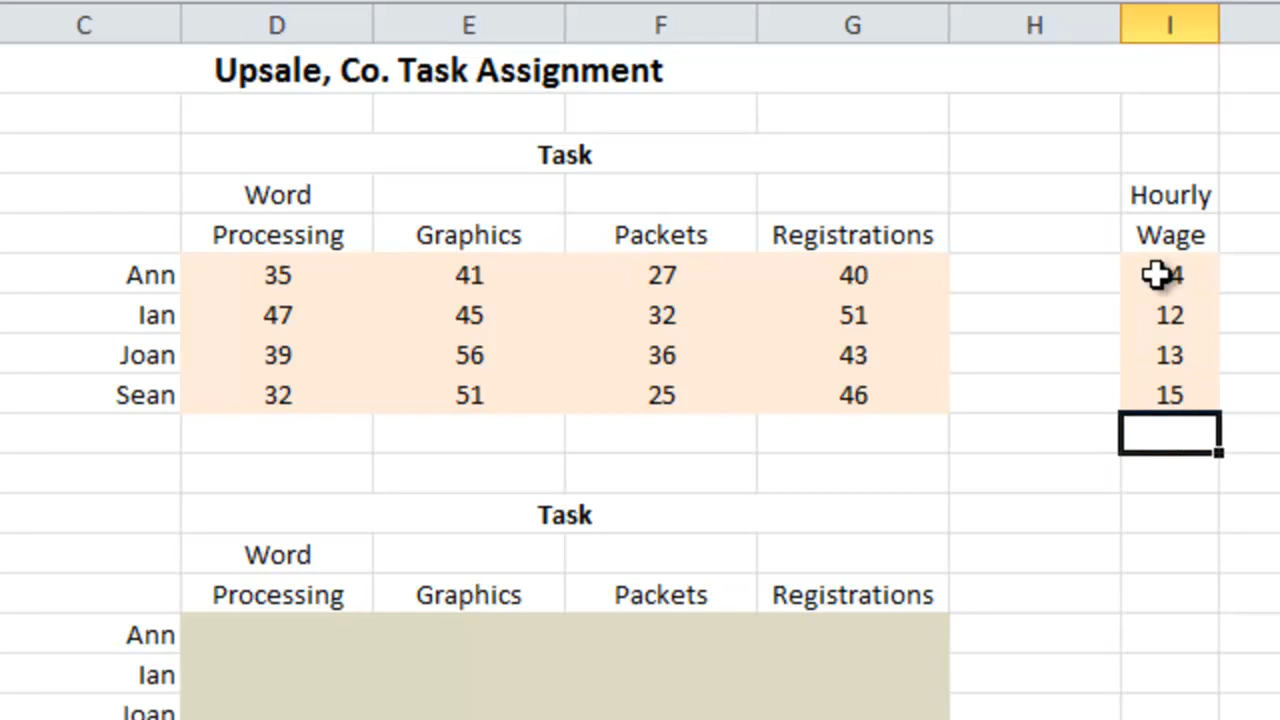 C D E F G H I
Upsale, Co. Task Assignment
Task
Word Hourly
Processing Graphics Packets Registrations Wage
Ann 35 41 27 40
Ian 47 45 32 51 12
Joan 39 56 36 43 13
Sean 32 51 25 46 15
Task
Word
Processing Graphics Packets Registrations
Ann
Ian
Joan